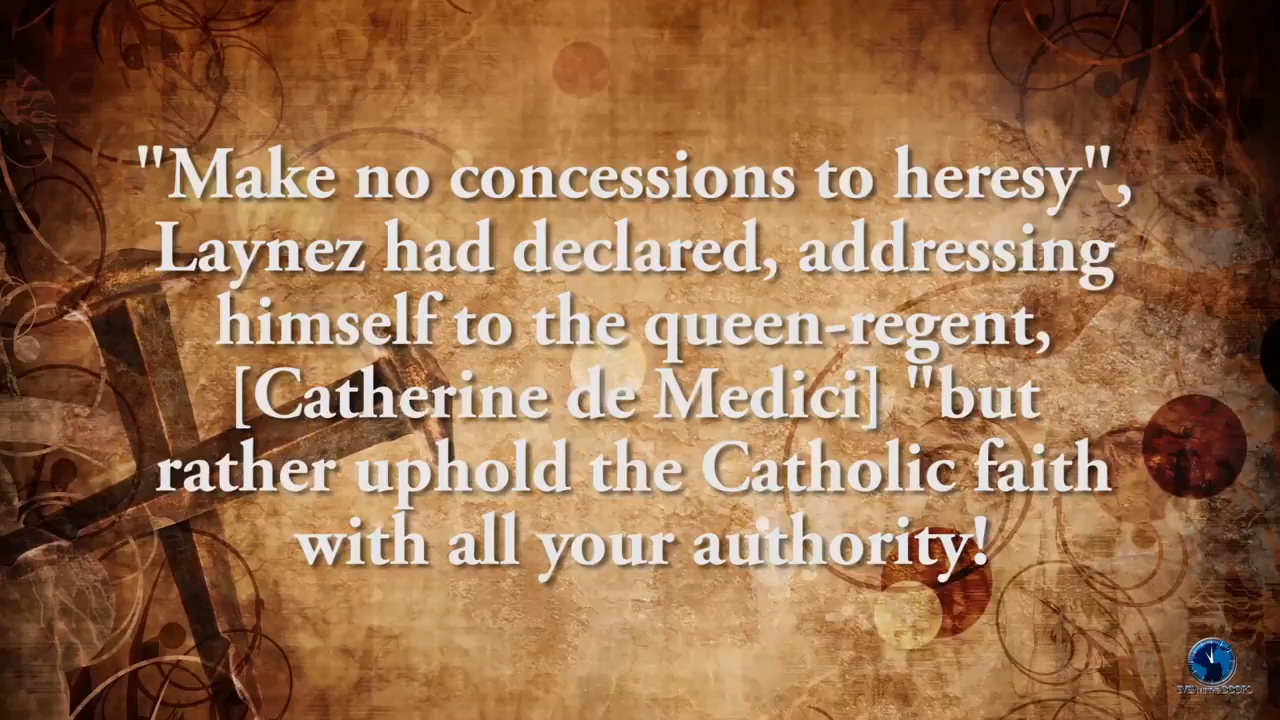 "Make no concessions to heresy",
Laynez had declared, addressing
himself to the queen-regent,
[Catherine de Medici] "but
rather uphold the Catholic faith
with all your authority!